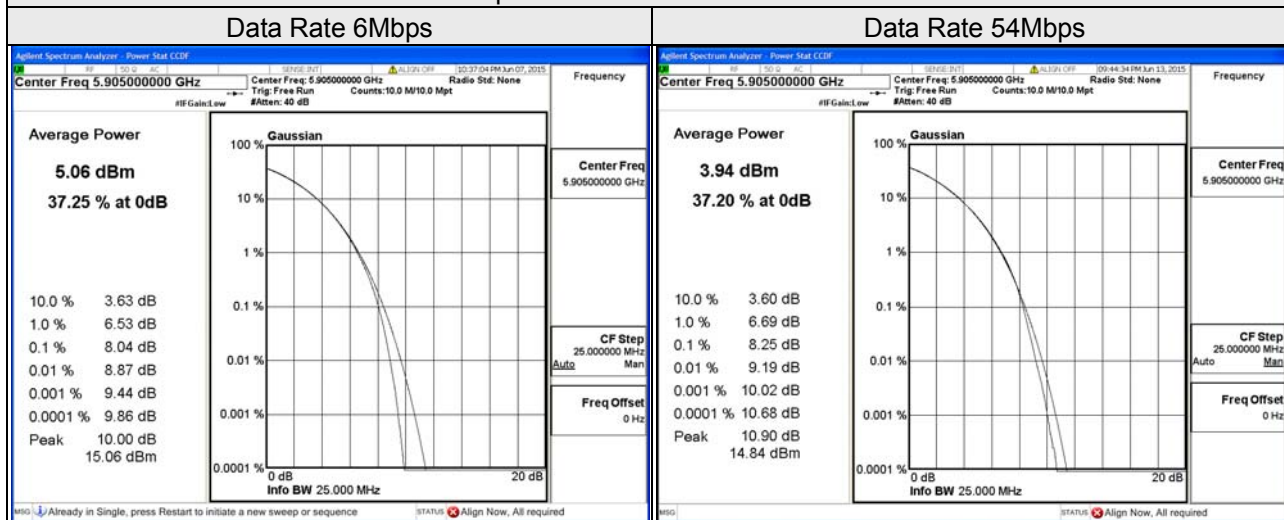 Data Rate 6Mbps
Agilent Spectrum Analyzer - Power Stat CCDF
RF 50 Ω AC SENSE:INT ALIGN OFF 10:37:04 PM Jun 07, 2015
Center Freq 5.905000000 GHz
Center Freq: 5.905000000 GHz Radio Std: None
Trig: Free Run Counts:10.0 M/10.0 Mpt
#IFGain:Low #Atten: 40 dB
Frequency
Average Power
5.06 dBm
37.25 % at 0dB
10.0 % 3.63 dB
1.0 % 6.53 dB
0.1 % 8.04 dB
0.01 % 8.87 dB
0.001 % 9.44 dB
0.0001 % 9.86 dB
Peak 10.00 dB
15.06 dBm
Gaussian
100 %
10 %
1 %
0.1 %
0.01 %
0.001 %
0.0001 %
0 dB 20 dB
Info BW 25.000 MHz
Center Freq
5.905000000 GHz
CF Step
25.000000 MHz
Auto Man
Freq Offset
0 Hz
MSG Already in Single, press Restart to initiate a new sweep or sequence STATUS Align Now, All required
Data Rate 54Mbps
Agilent Spectrum Analyzer - Power Stat CCDF
RF 50 Ω AC SENSE:INT ALIGN OFF 09:44:34 PM Jun 13, 2015
Center Freq 5.905000000 GHz
Center Freq: 5.905000000 GHz Radio Std: None
Trig: Free Run Counts:10.0 M/10.0 Mpt
#IFGain:Low #Atten: 40 dB
Frequency
Average Power
3.94 dBm
37.20 % at 0dB
10.0 % 3.60 dB
1.0 % 6.69 dB
0.1 % 8.25 dB
0.01 % 9.19 dB
0.001 % 10.02 dB
0.0001 % 10.68 dB
Peak 10.90 dB
14.84 dBm
Gaussian
100 %
10 %
1 %
0.1 %
0.01 %
0.001 %
0.0001 %
0 dB 20 dB
Info BW 25.000 MHz
Center Freq
5.905000000 GHz
CF Step
25.000000 MHz
Auto Man
Freq Offset
0 Hz
MSG STATUS Align Now, All required